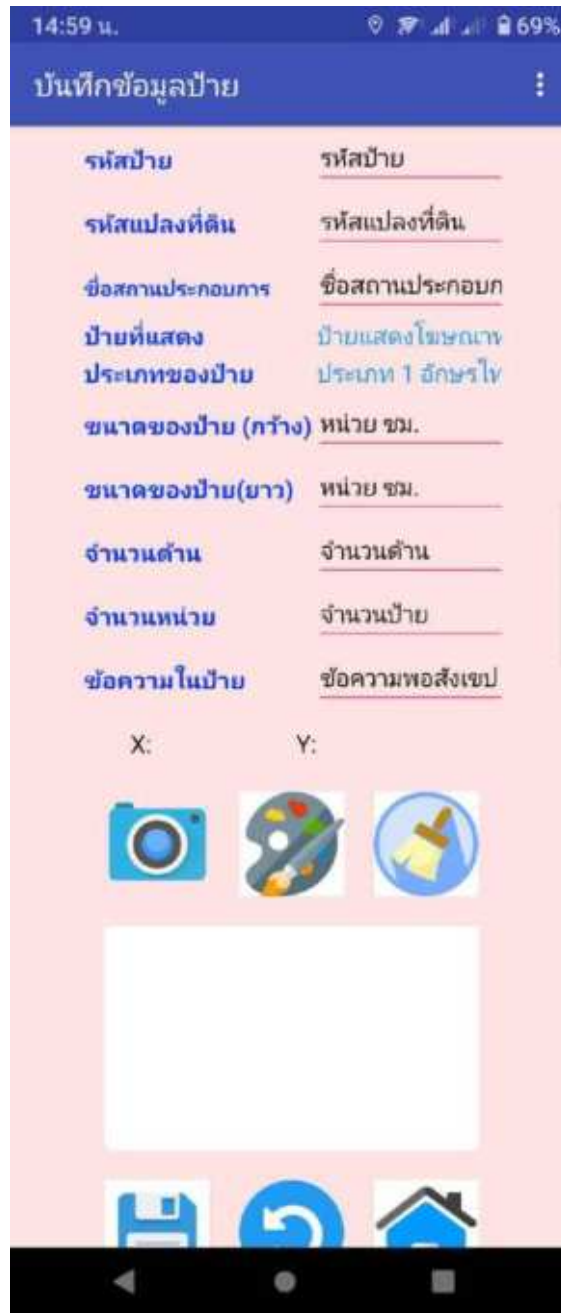 14:59 น. 69%
บันทึกข้อมูลป้าย
รหัสป้าย รหัสป้าย
รหัสแปลงที่ดิน รหัสแปลงที่ดิน
ชื่อสถานประกอบการ ชื่อสถานประกอบก
ป้ายที่แสดง ป้ายแสดงโฆษณาท
ประเภทของป้าย ประเภท 1 อักษรไท
ขนาดของป้าย (กว้าง) หน่วย ซม.
ขนาดของป้าย(ยาว) หน่วย ซม.
จำนวนด้าน จำนวนด้าน
จำนวนหน่วย จำนวนป้าย
ข้อความในป้าย ข้อความพอสังเขป
X: Y: